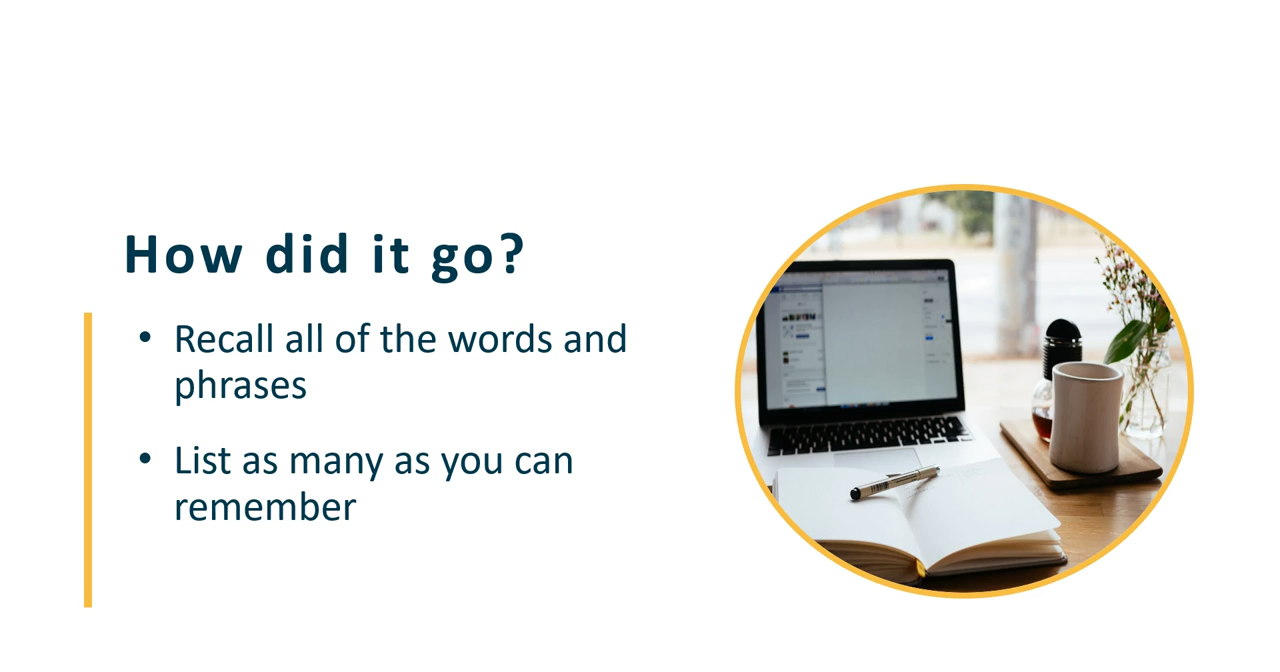 How did it go?
• Recall all of the words and
phrases
• List as many as you can
remember